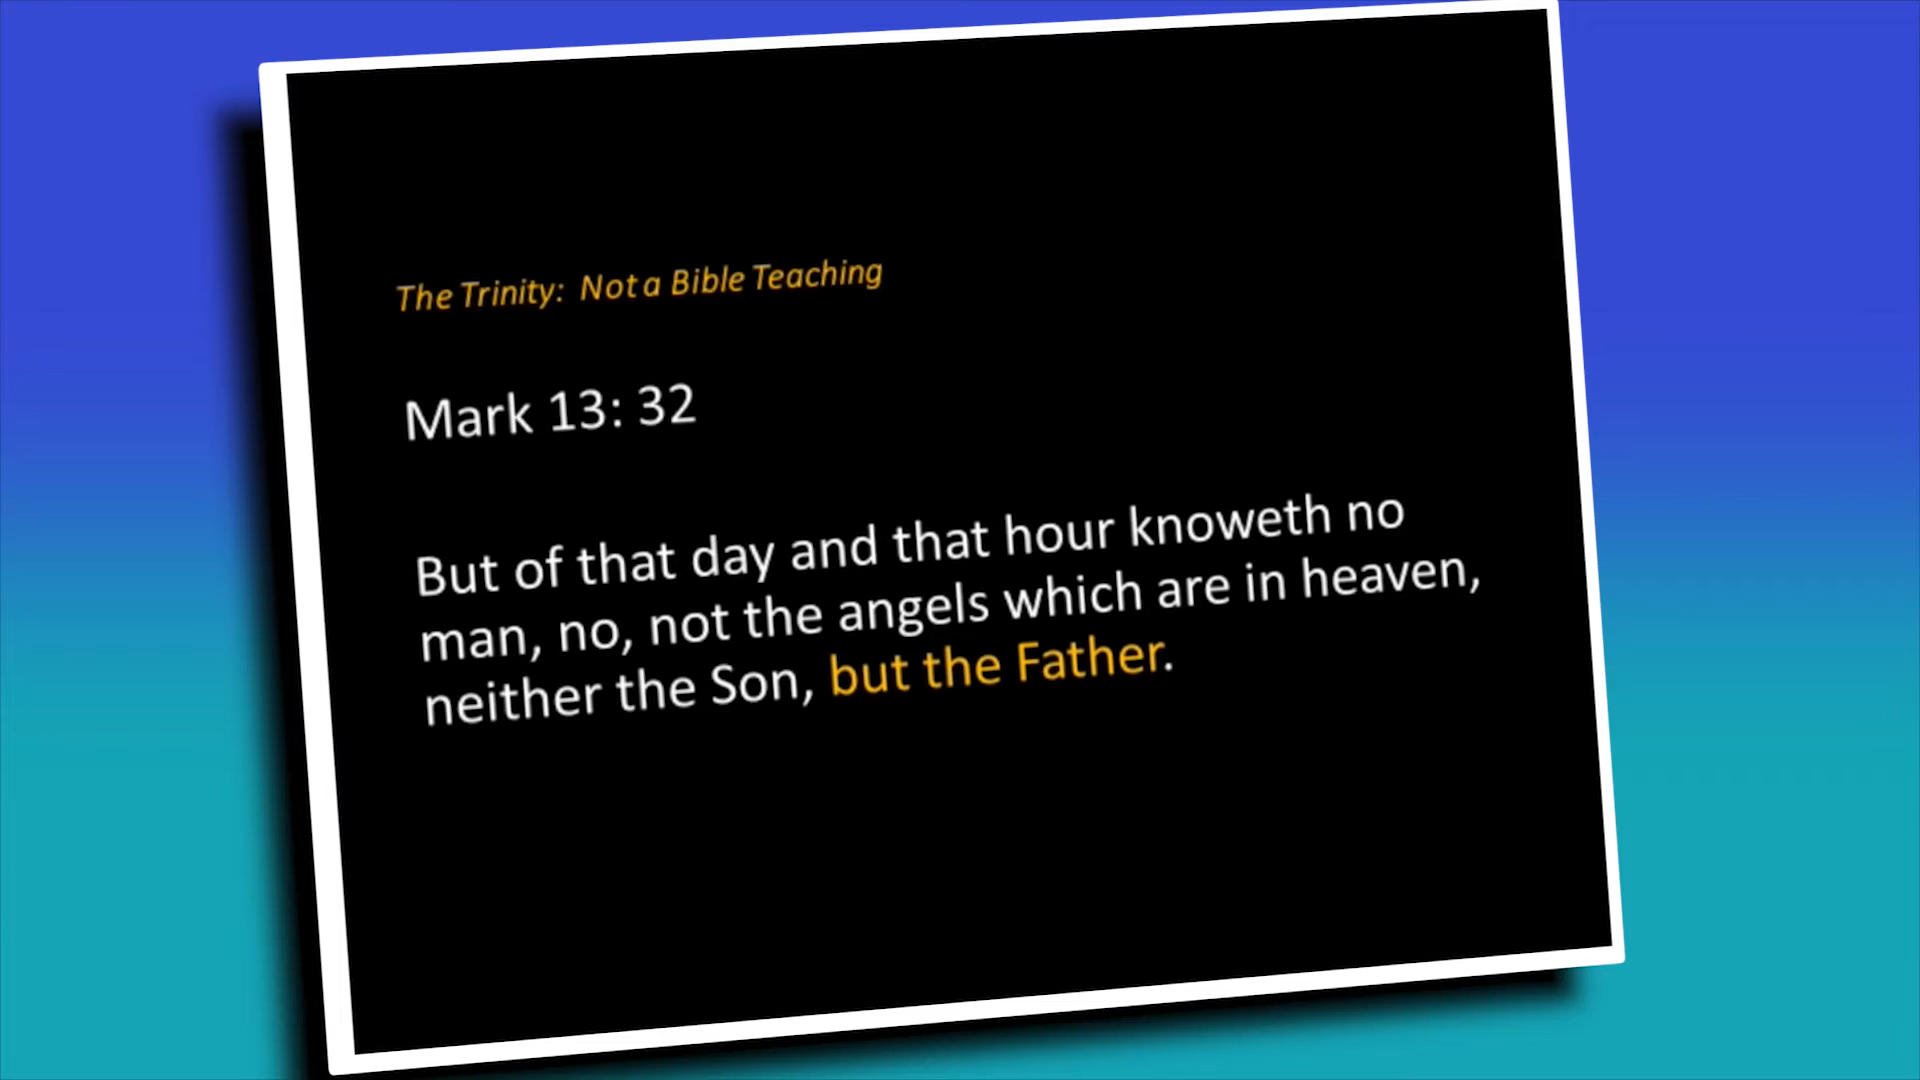 The Trinity: Not a Bible Teaching
Mark 13: 32
But of that day and that hour knoweth no
man, no, not the angels which are in heaven,
neither the Son, but the Father.